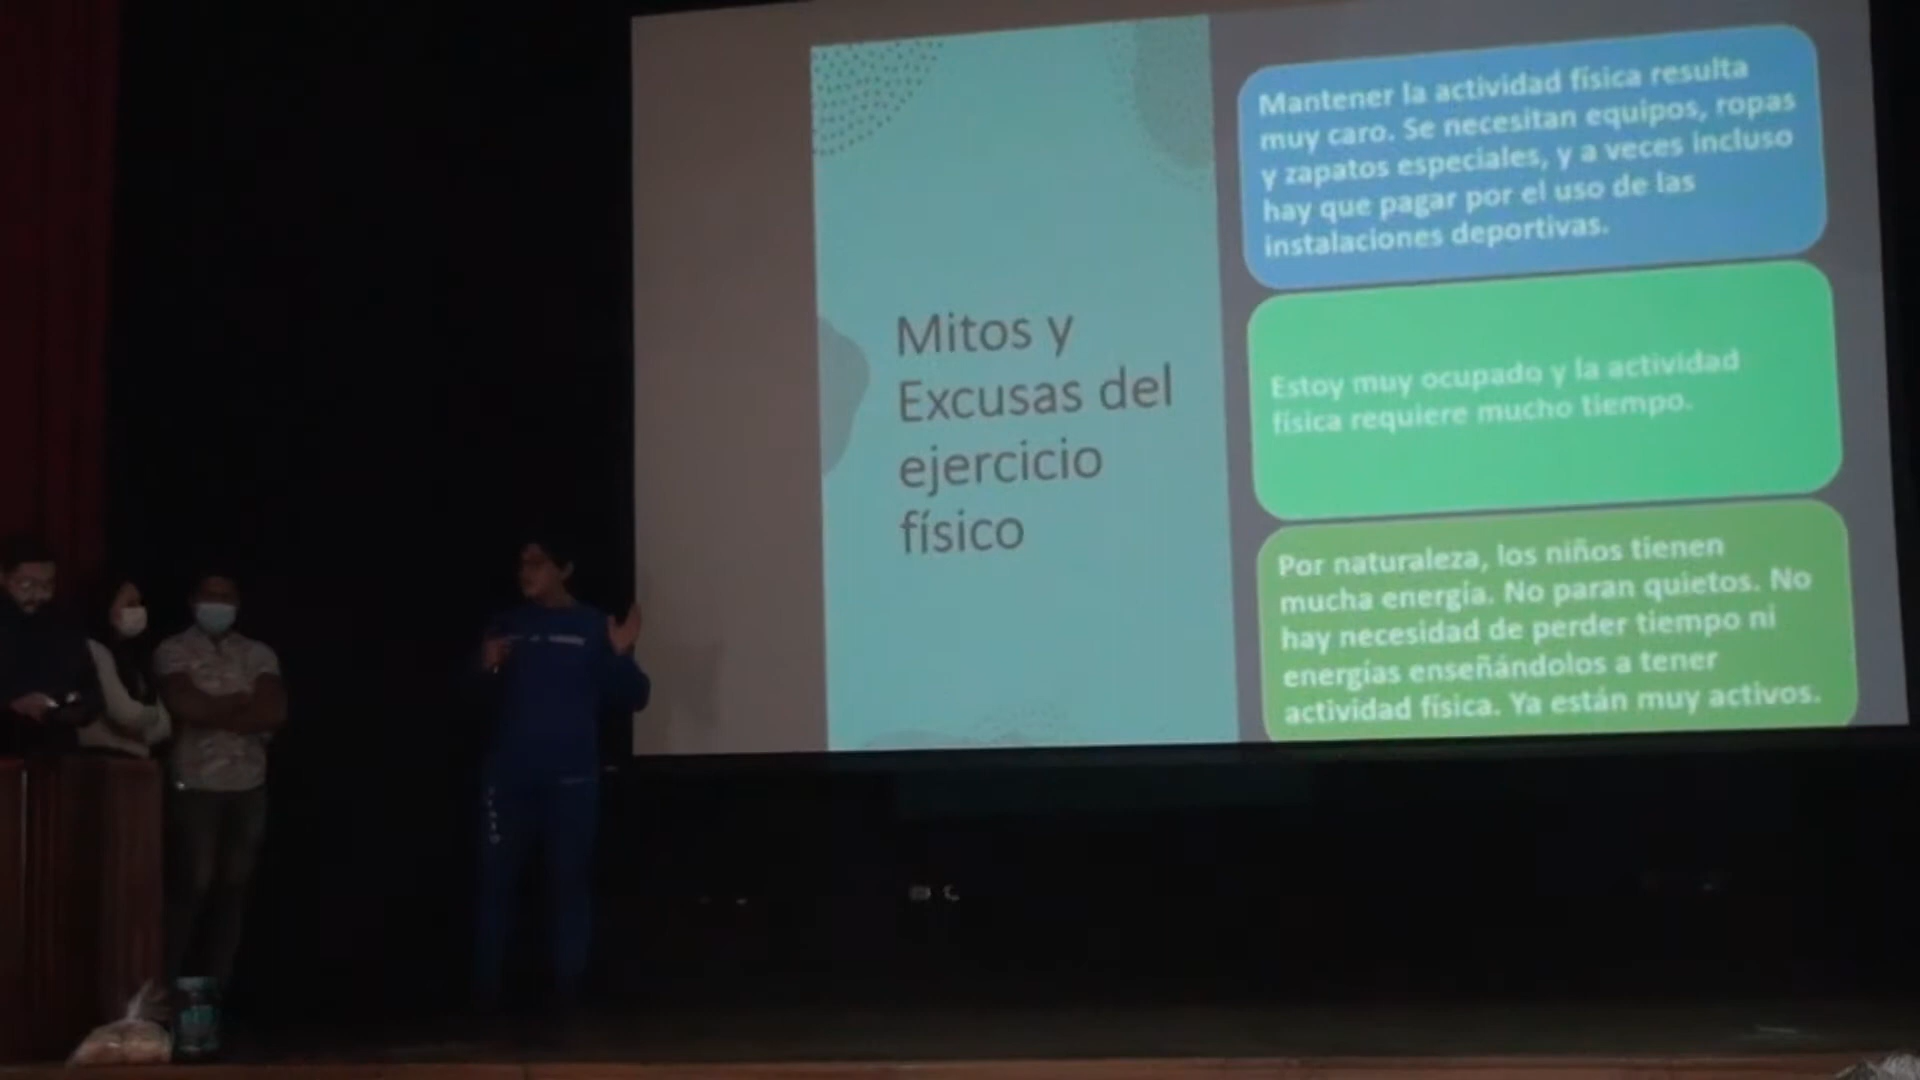 Mitos y
Excusas del
ejercicio
físico
Mantener la actividad física resulta
muy caro. Se necesitan equipos, ropas
y zapatos especiales, y a veces incluso
hay que pagar por el uso de las
instalaciones deportivas.
Estoy muy ocupado y la actividad
física requiere mucho tiempo.
Por naturaleza, los niños tienen
mucha energía. No paran quietos. No
hay necesidad de perder tiempo ni
energías enseñándolos a tener
actividad física. Ya están muy activos.